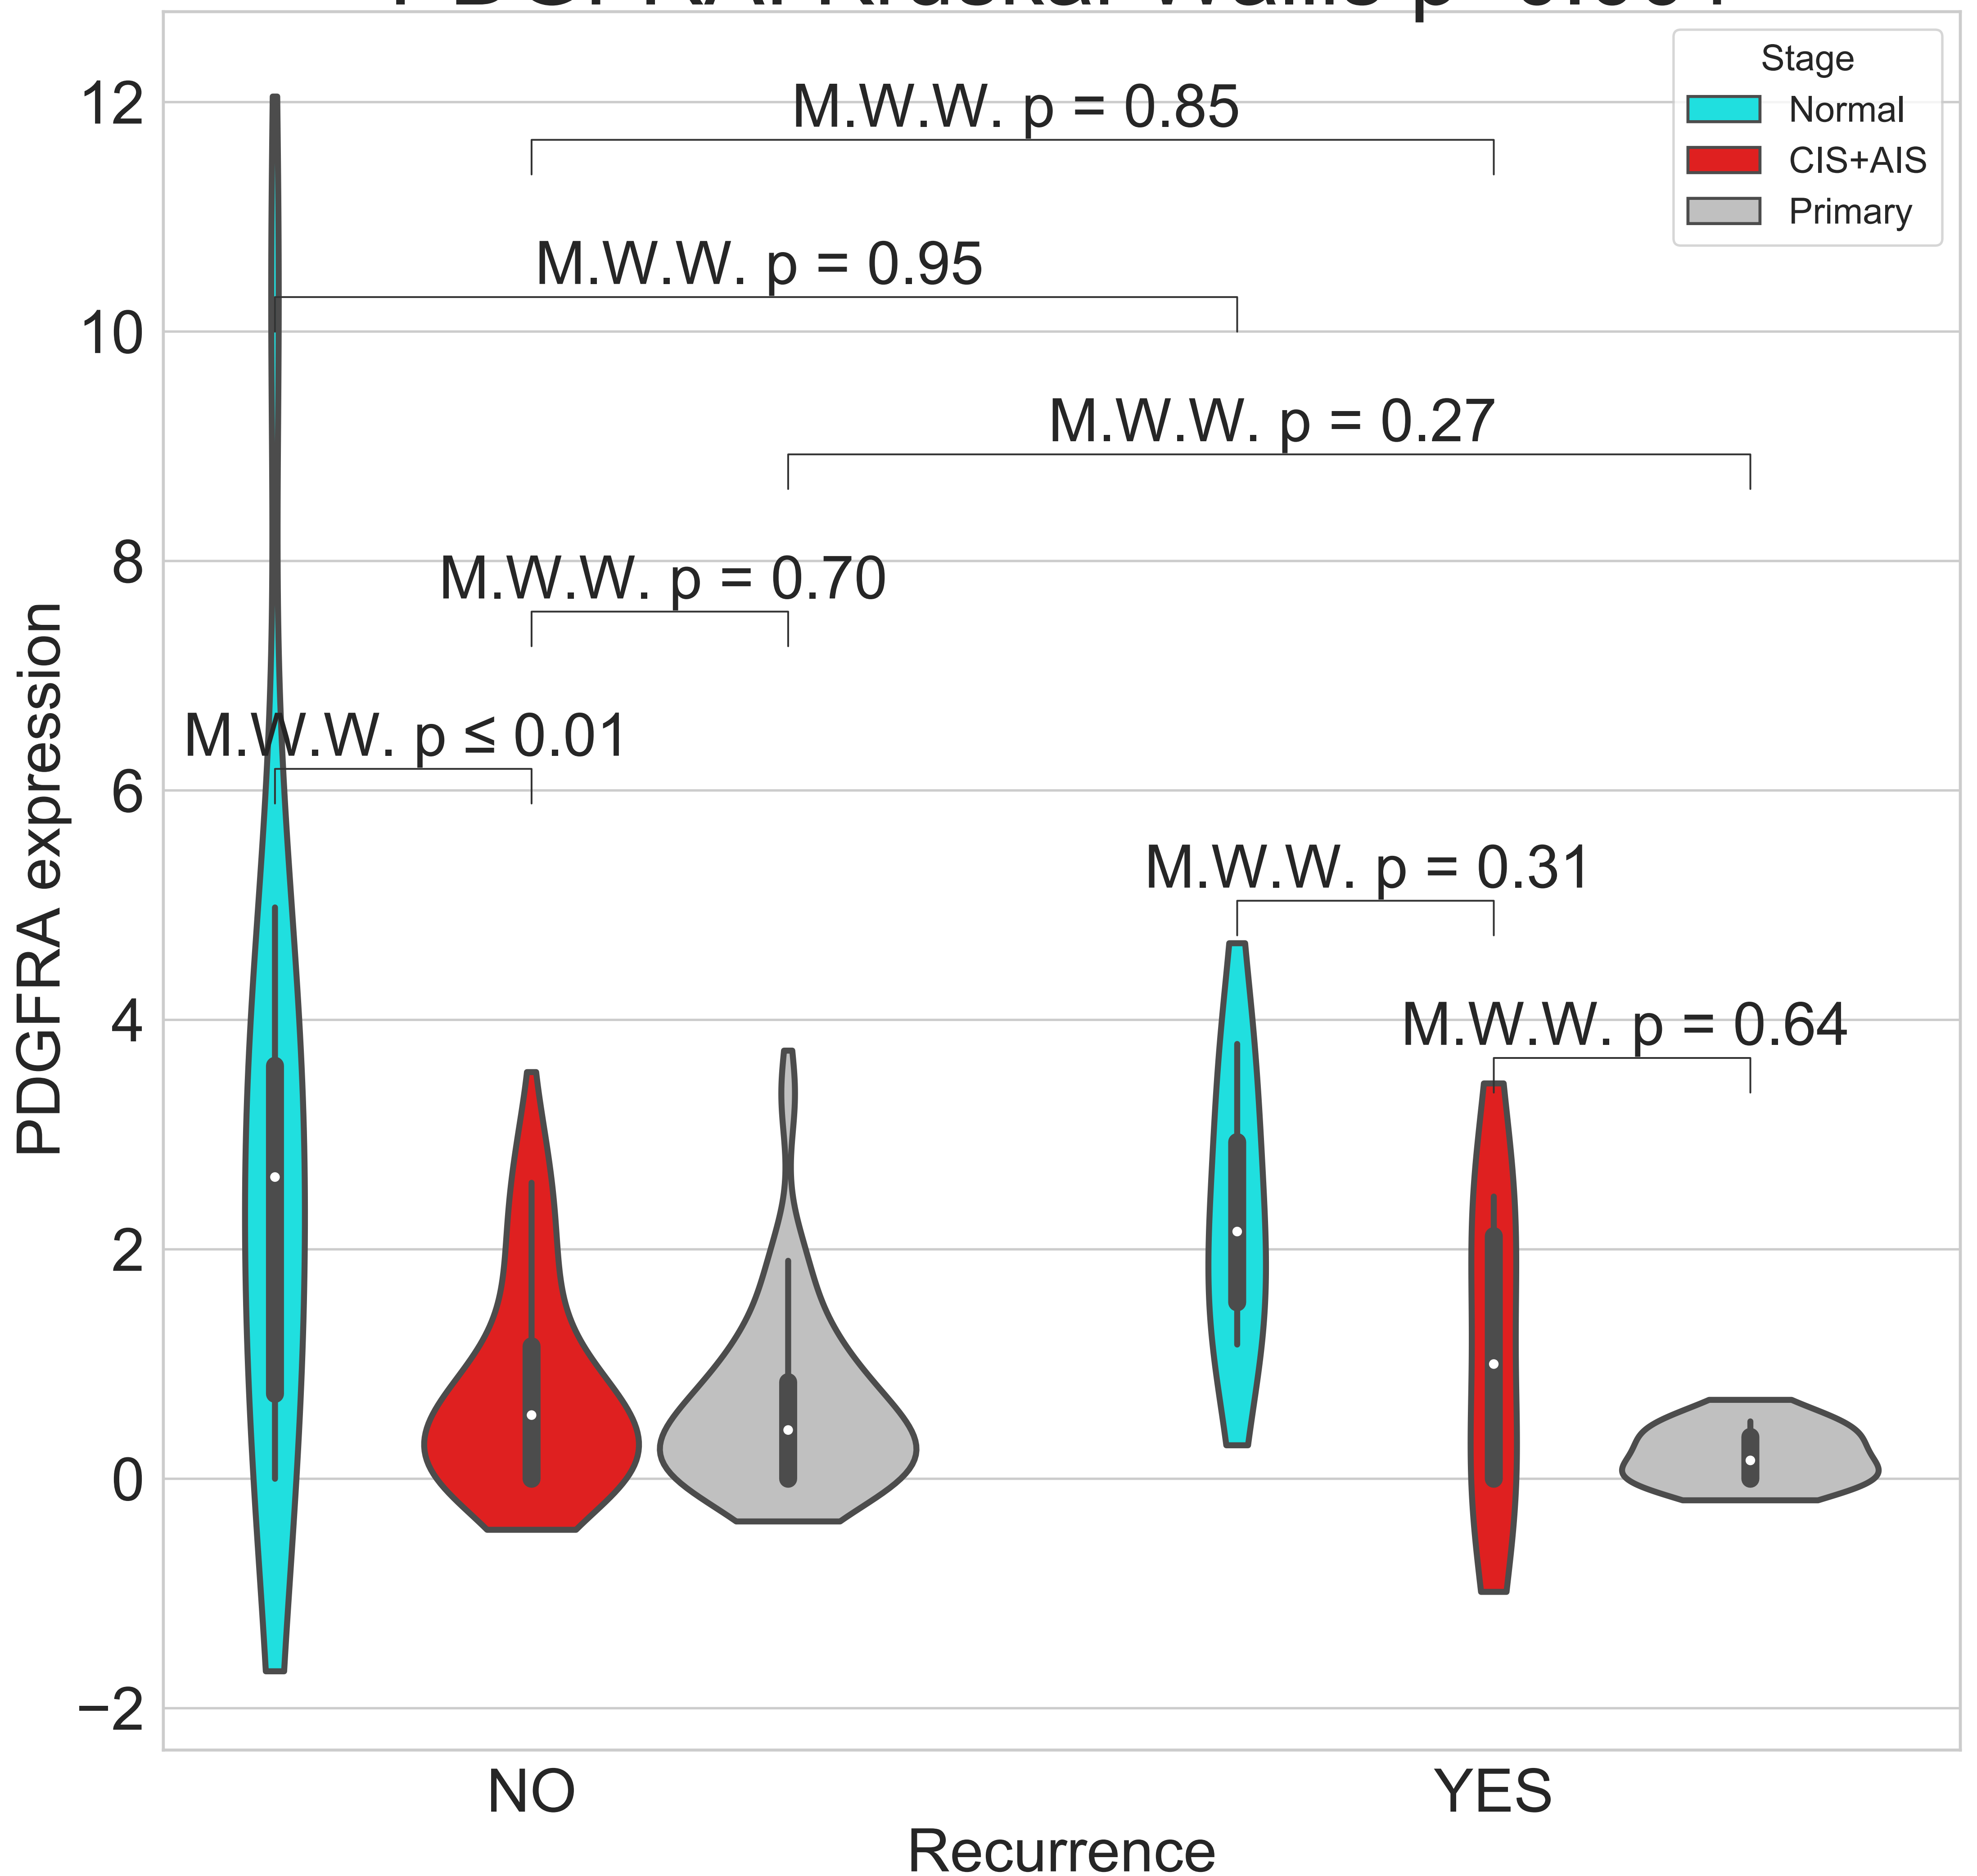 Stage
Normal
CIS+AIS
Primary
M.W.W. p = 0.85
M.W.W. p = 0.95
M.W.W. p = 0.27
M.W.W. p = 0.70
M.W.W. p ≤ 0.01
M.W.W. p = 0.31
M.W.W. p = 0.64
12
10
8
6
4
2
0
−2
PDGFRA expression
NO
YES
Recurrence